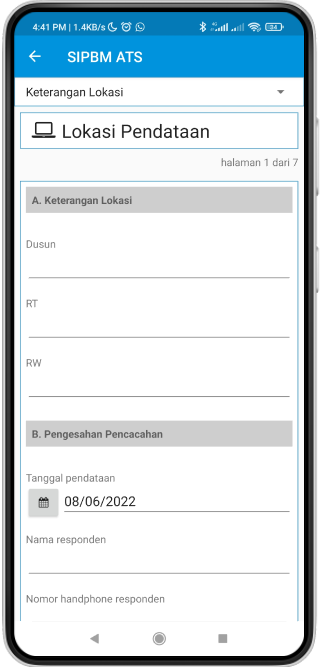 4:41 PM | 1.4KB/s
SIPBM ATS
Keterangan Lokasi
Lokasi Pendataan
halaman 1 dari 7
A. Keterangan Lokasi
Dusun
RT
RW
B. Pengesahan Pencacahan
Tanggal pendataan
08/06/2022
Nama responden
Nomor handphone responden